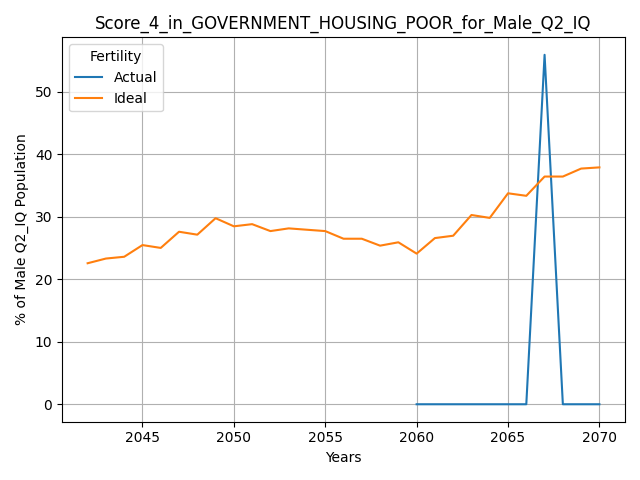 Score_4_in_GOVERNMENT_HOUSING_POOR_for_Male_Q2_IQ
Fertility
Actual
Ideal
% of Male Q2_IQ Population
50
40
30
20
10
0
2045 2050 2055 2060 2065 2070
Years